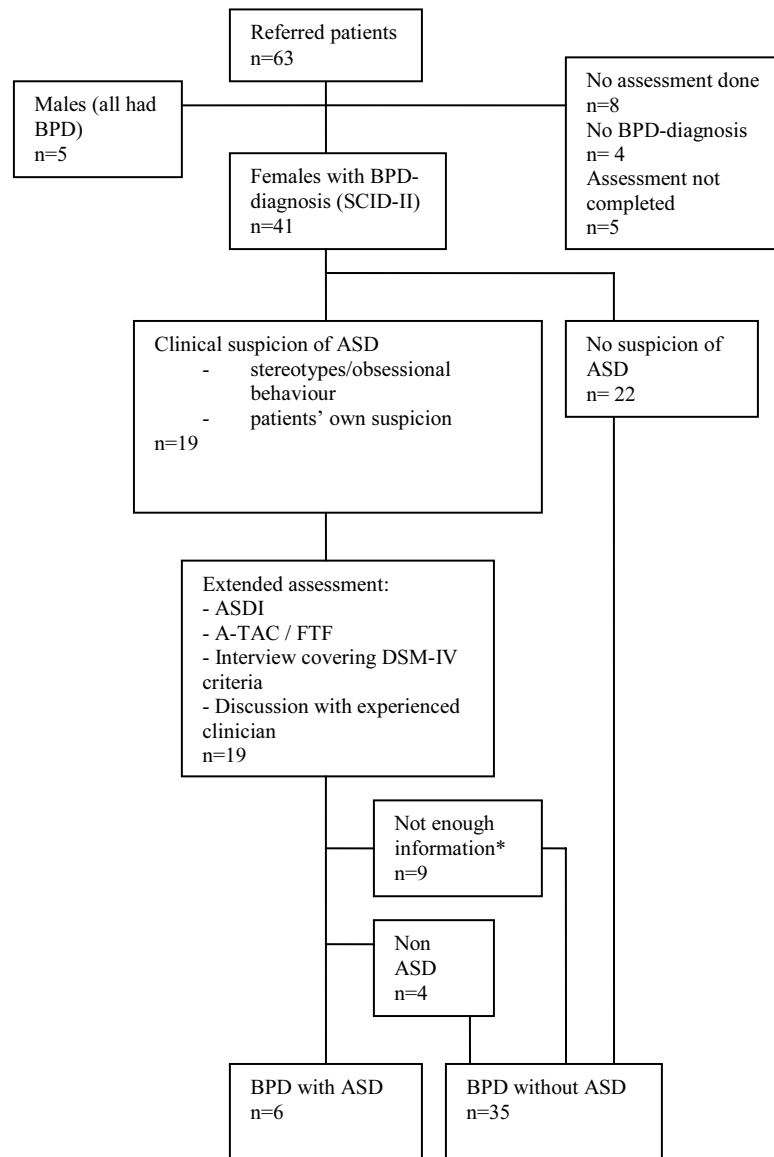 Referred patients
n=63
Males (all had
BPD)
n=5
No assessment done
n=8
No BPD-diagnosis
n= 4
Assessment not
completed
n=5
Females with BPD-
diagnosis (SCID-II)
n=41
Clinical suspicion of ASD
- stereotypes/obsessional
behaviour
- patients’ own suspicion
n=19
No suspicion of
ASD
n= 22
Extended assessment:
- ASDI
- A-TAC / FTF
- Interview covering DSM-IV
criteria
- Discussion with experienced
clinician
n=19
Not enough
information*
n=9
Non
ASD
n=4
BPD with ASD
n=6
BPD without ASD
n=35